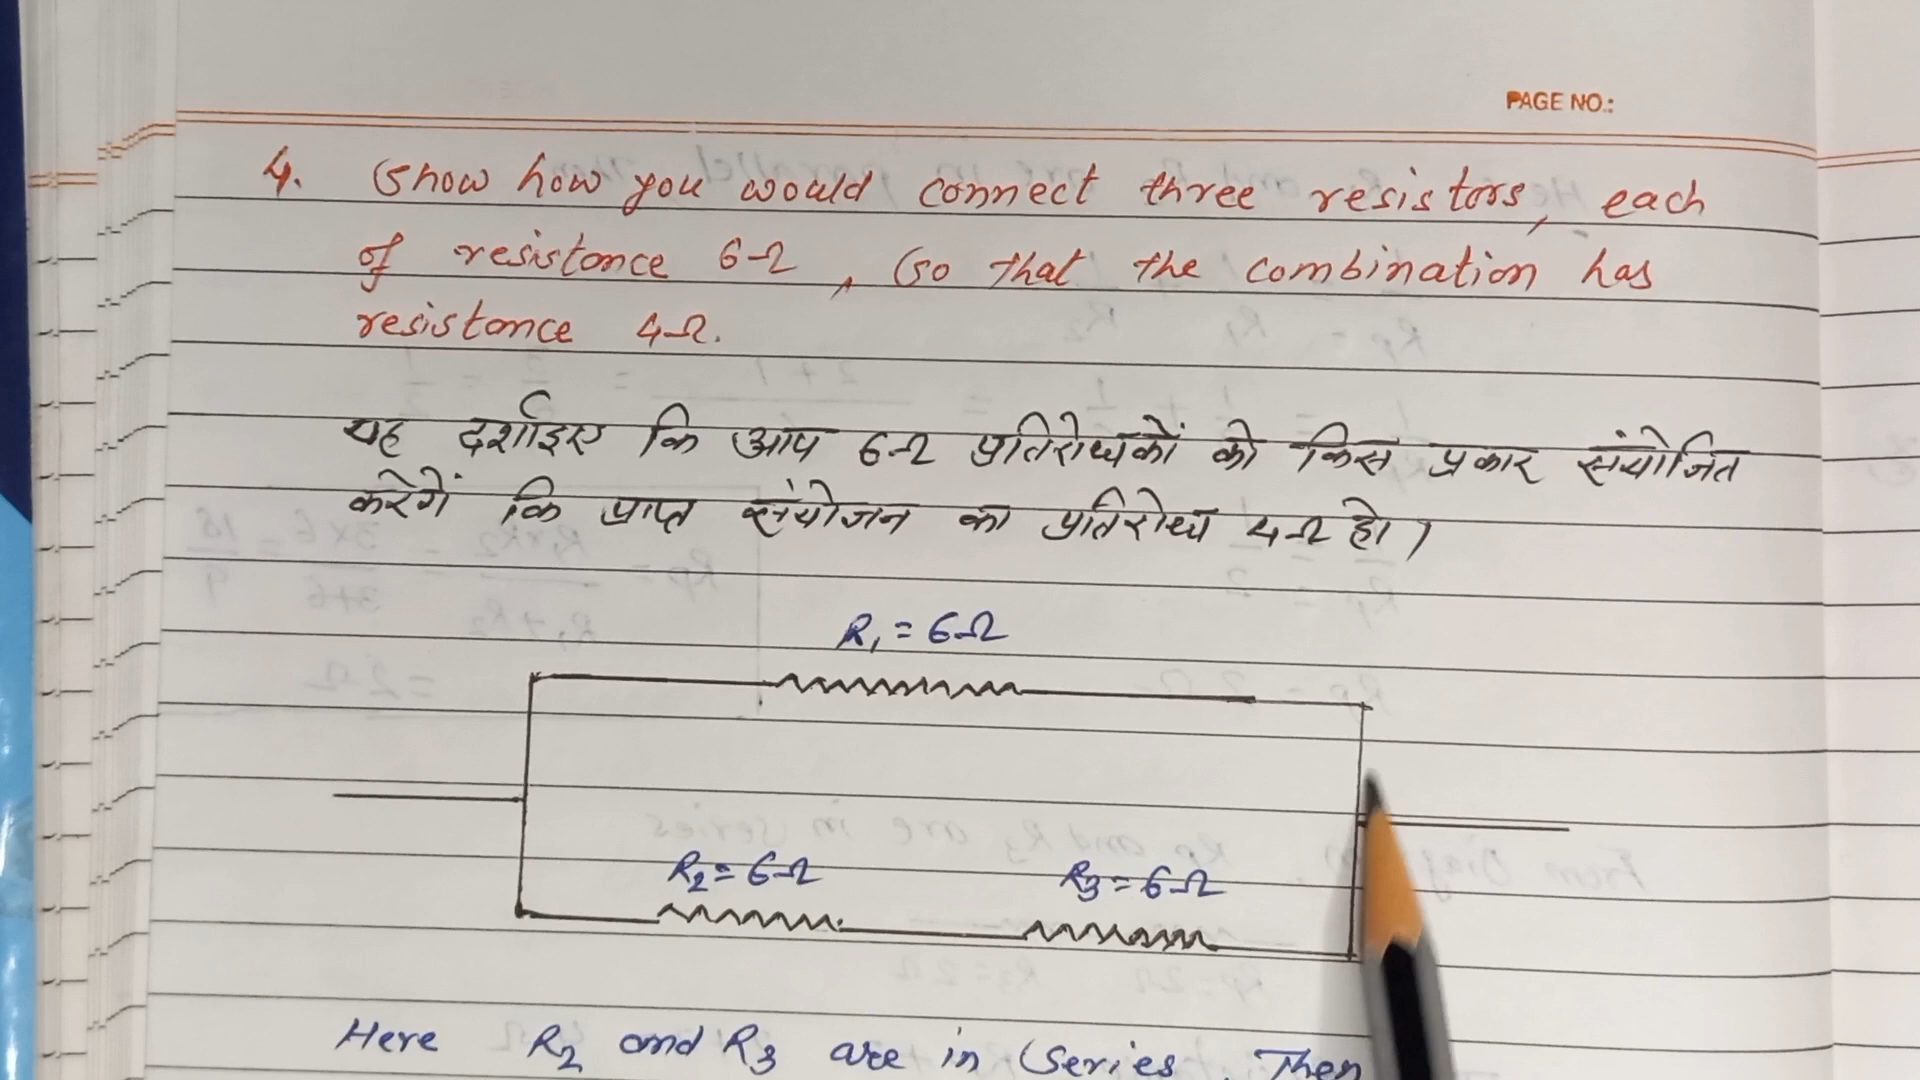 PAGE NO.:
4. Show how you would connect three resistors, each
of resistance 6Ω, so that the combination has
resistance 4Ω.
यह दर्शाइए कि आप 6Ω प्रतिरोधकों को किस प्रकार संयोजित
करेगें कि प्राप्त संयोजन का प्रतिरोध 4Ω हो।
R₁ = 6Ω
R₂ = 6Ω R₃ = 6Ω
Here R₂ and R₃ are in Series. Then